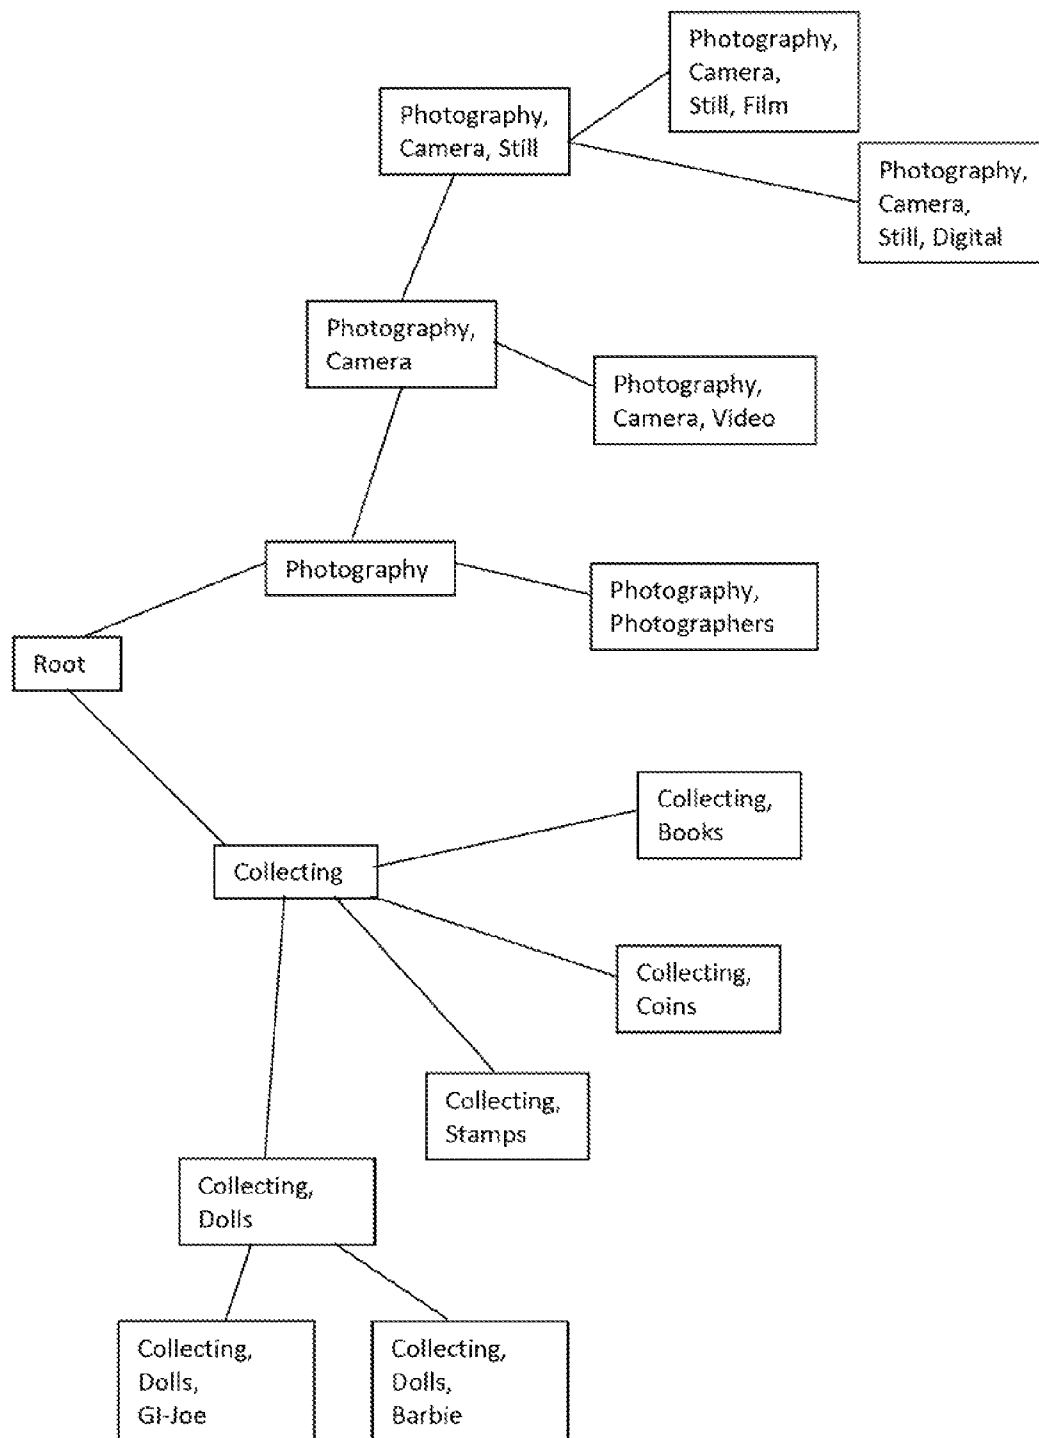 Photography,
Camera,
Still, Film
Photography,
Camera, Still
Photography,
Camera,
Still, Digital
Photography,
Camera
Photography,
Camera, Video
Photography
Photography,
Photographers
Root
Collecting,
Books
Collecting
Collecting,
Coins
Collecting,
Stamps
Collecting,
Dolls
Collecting,
Dolls,
GI-Joe
Collecting,
Dolls,
Barbie